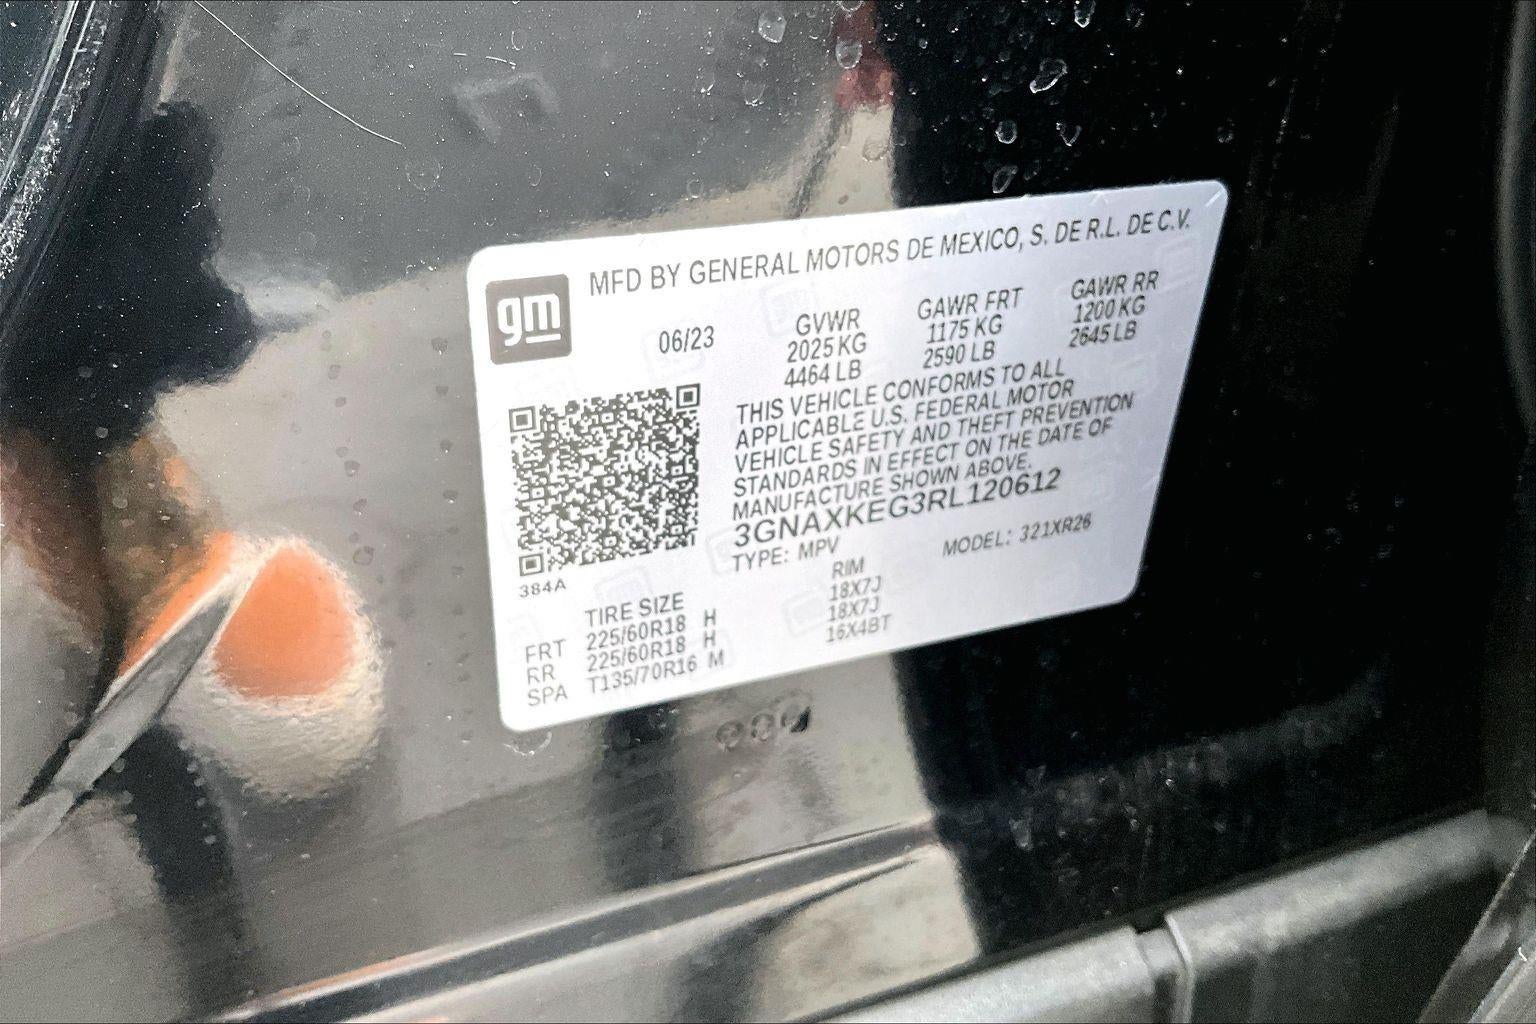 gm
MFD BY GENERAL MOTORS DE MEXICO, S. DE R.L. DE C.V.
06/23
GVWR GAWR FRT GAWR RR
2025 KG 1175 KG 1200 KG
4464 LB 2590 LB 2645 LB
THIS VEHICLE CONFORMS TO ALL
APPLICABLE U.S. FEDERAL MOTOR
VEHICLE SAFETY AND THEFT PREVENTION
STANDARDS IN EFFECT ON THE DATE OF
MANUFACTURE SHOWN ABOVE.
3GNAXKEG3RL120612
TYPE: MPV MODEL: 321XR26
384A
TIRE SIZE RIM
FRT 225/60R18 H 18X7J
RR 225/60R18 H 18X7J
SPA T135/70R16 M 16X4BT